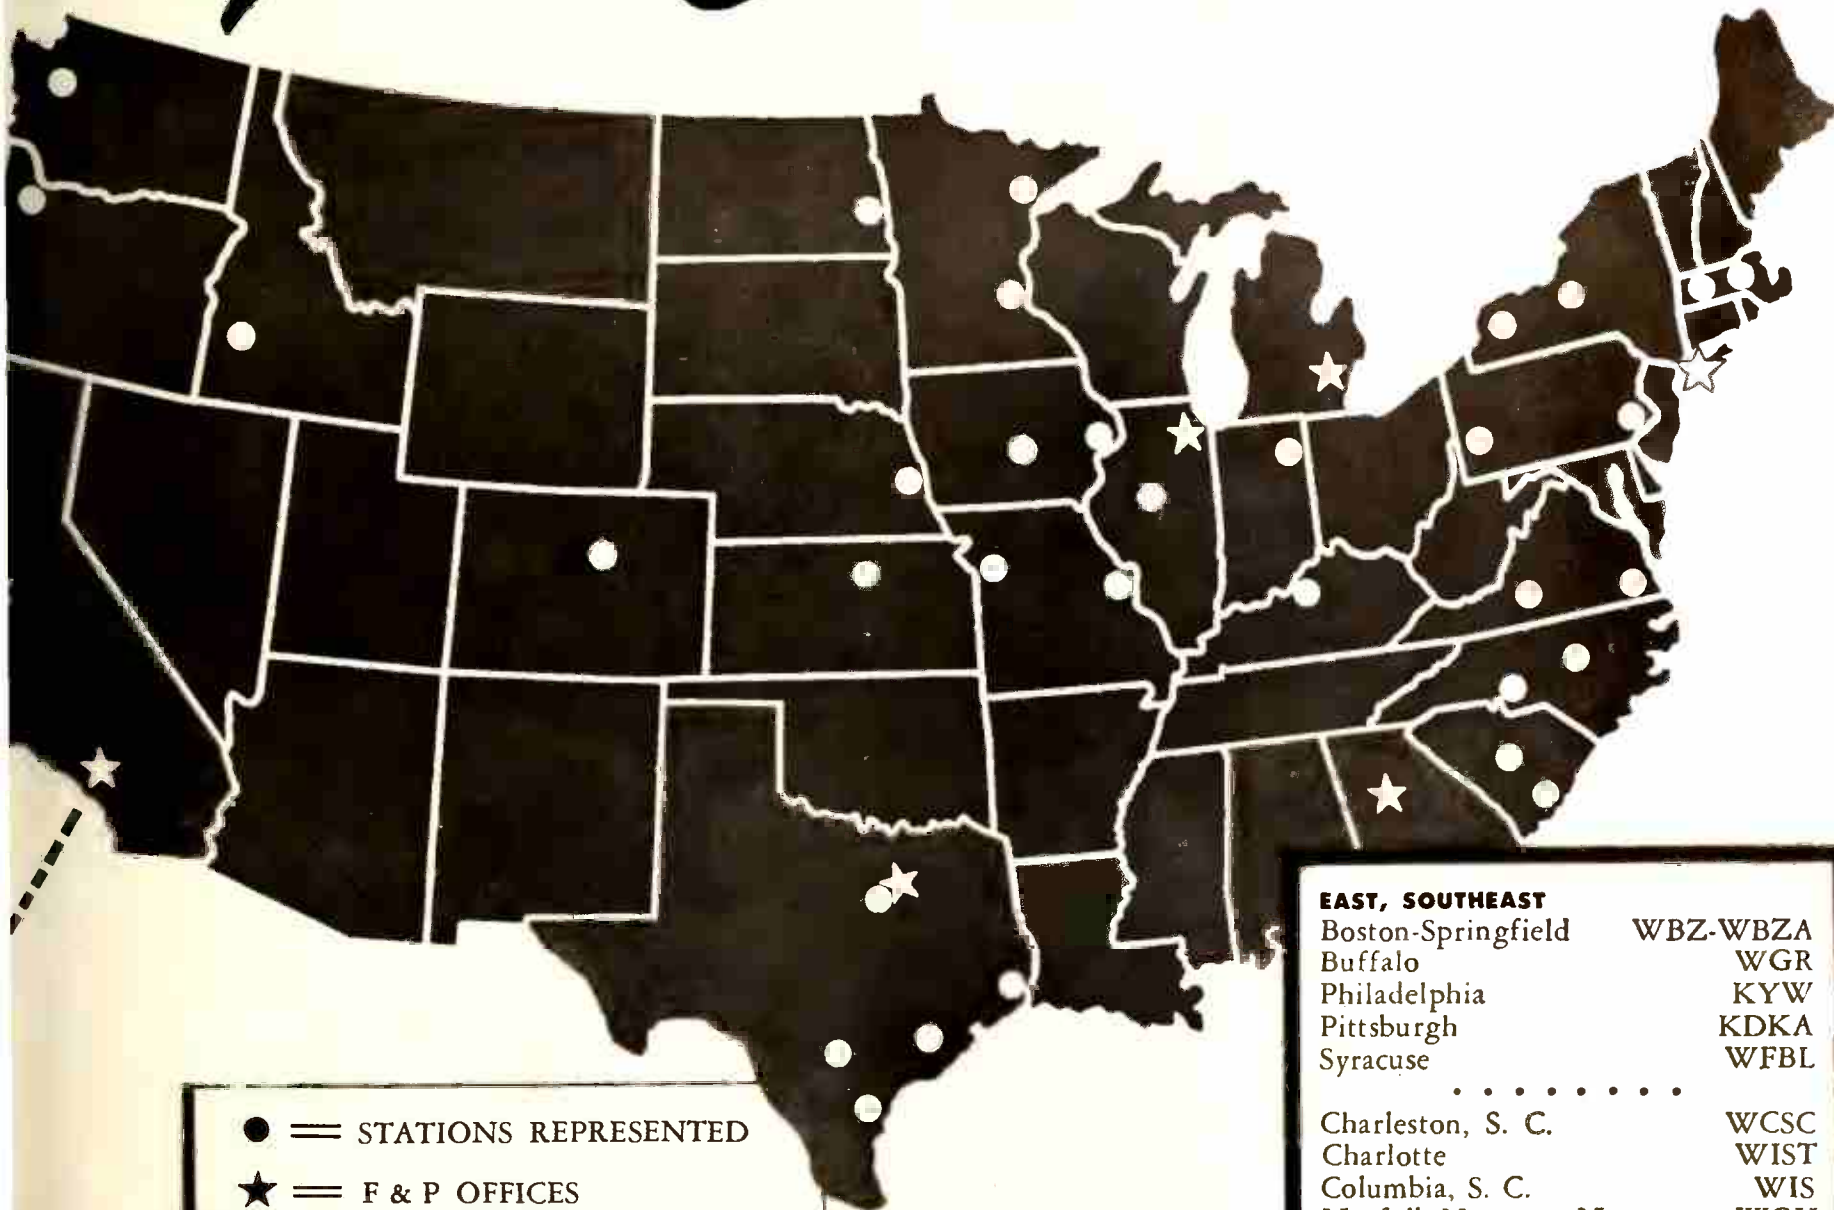 ● = STATIONS REPRESENTED
★ = F & P OFFICES
EAST, SOUTHEAST
Boston-Springfield WBZ-WBZA
Buffalo WGR
Philadelphia KYW
Pittsburgh KDKA
Syracuse WFBL
. . . . . . . .
Charleston, S. C. WCSC
Charlotte WIST
Columbia, S. C. WIS